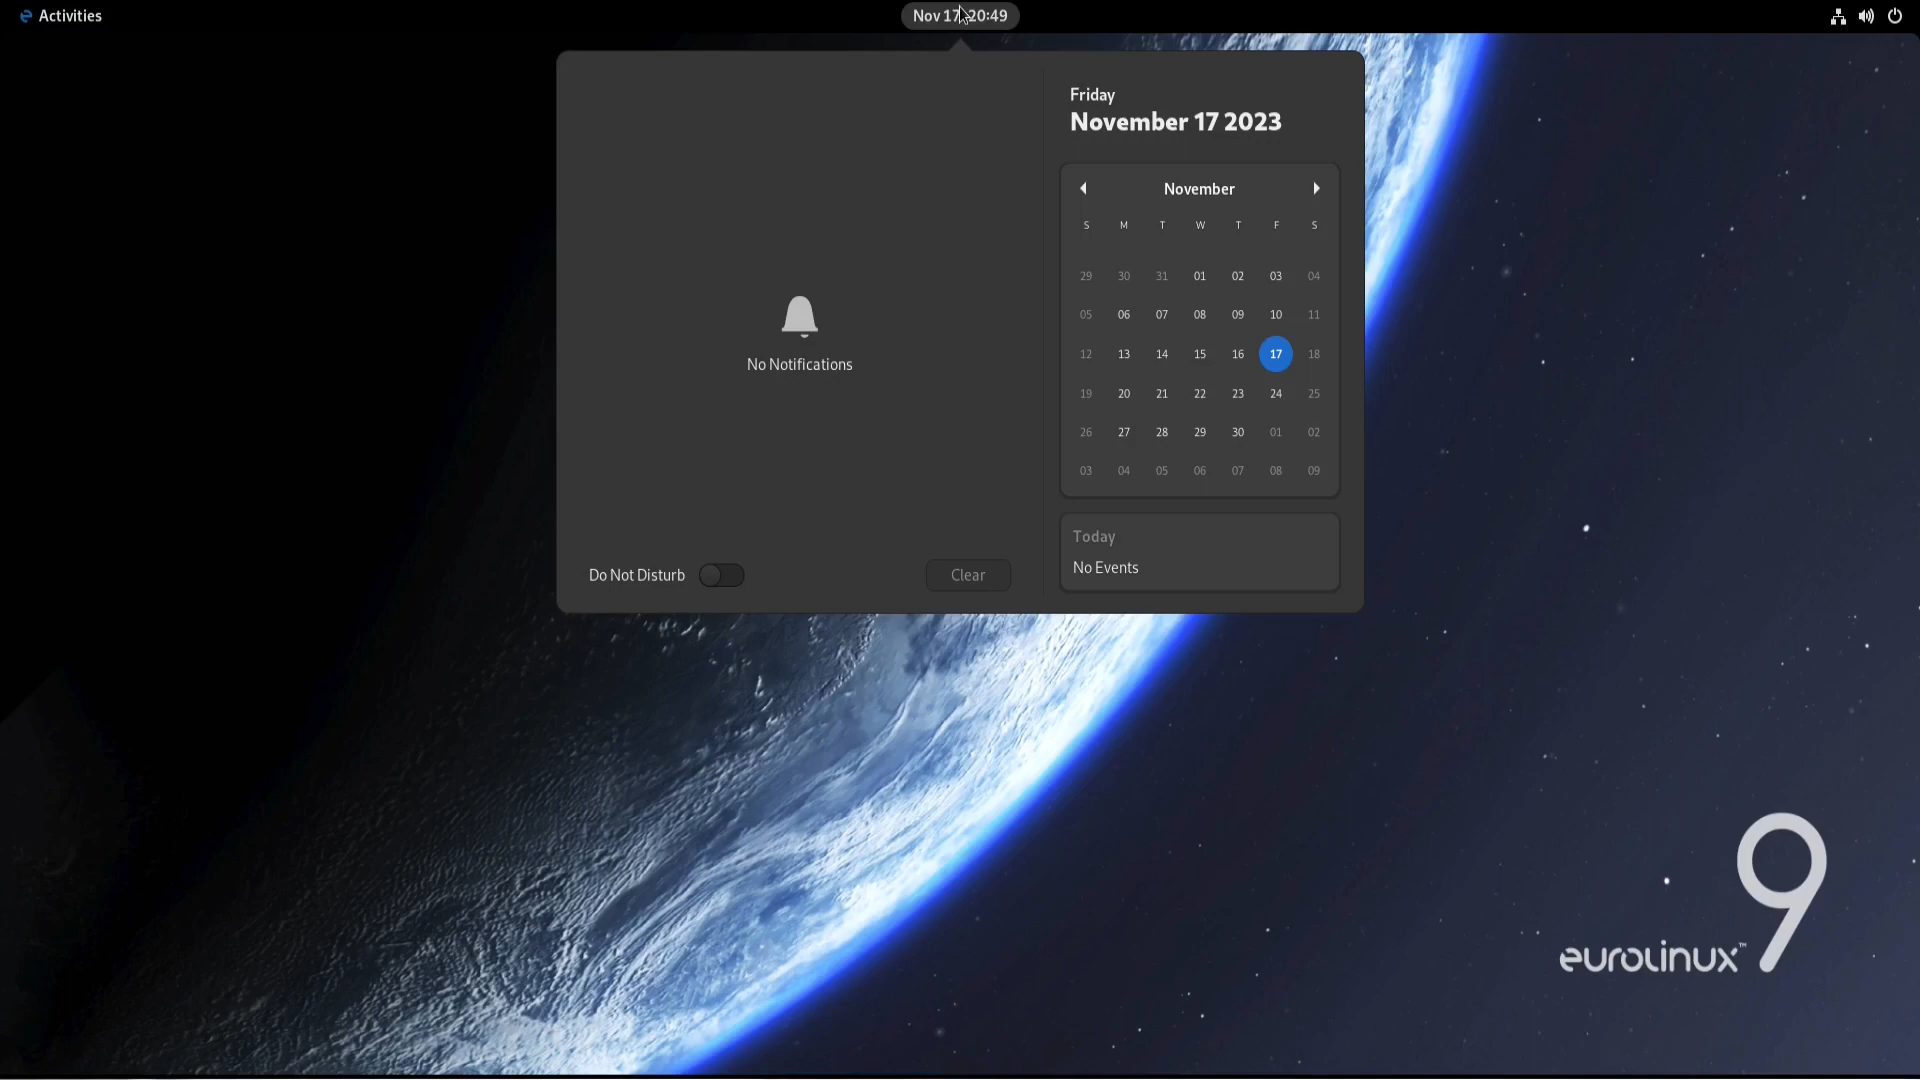 Activities
Nov 17 20:49
Friday
November 17 2023
November
S M T W T F S
29 30 31 01 02 03 04
05 06 07 08 09 10 11
12 13 14 15 16 17 18
19 20 21 22 23 24 25
26 27 28 29 30 01 02
03 04 05 06 07 08 09
No Notifications
Today
No Events
Do Not Disturb
Clear
eurolinux™ 9